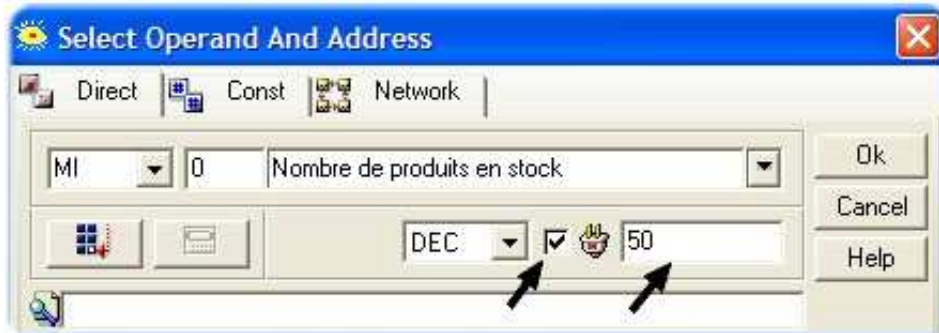 Select Operand And Address
Direct Const Network
MI 0 Nombre de produits en stock Ok
Cancel
DEC 50 Help